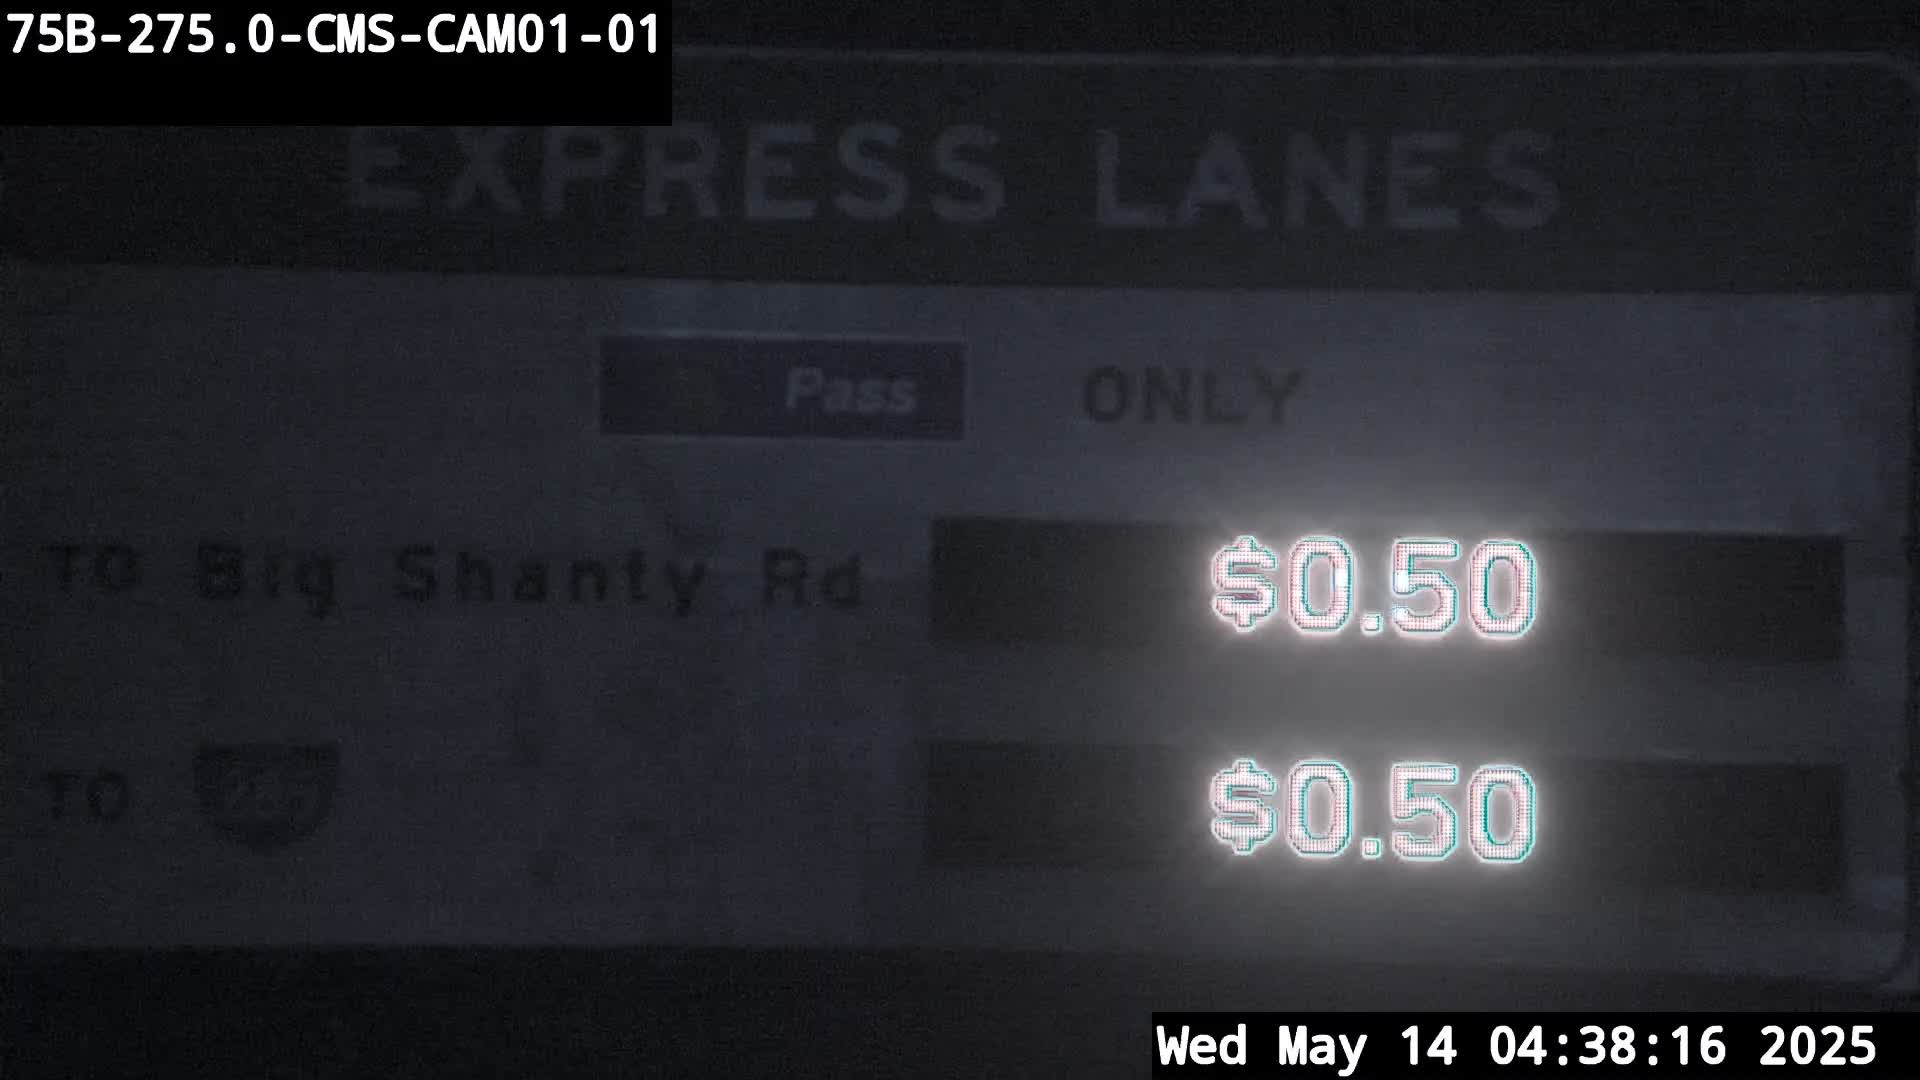 75B-275.0-CMS-CAM01-01
EXPRESS LANES
Pass ONLY
TO Big Shanty Rd $0.50
TO $0.50
Wed May 14 04:38:16 2025